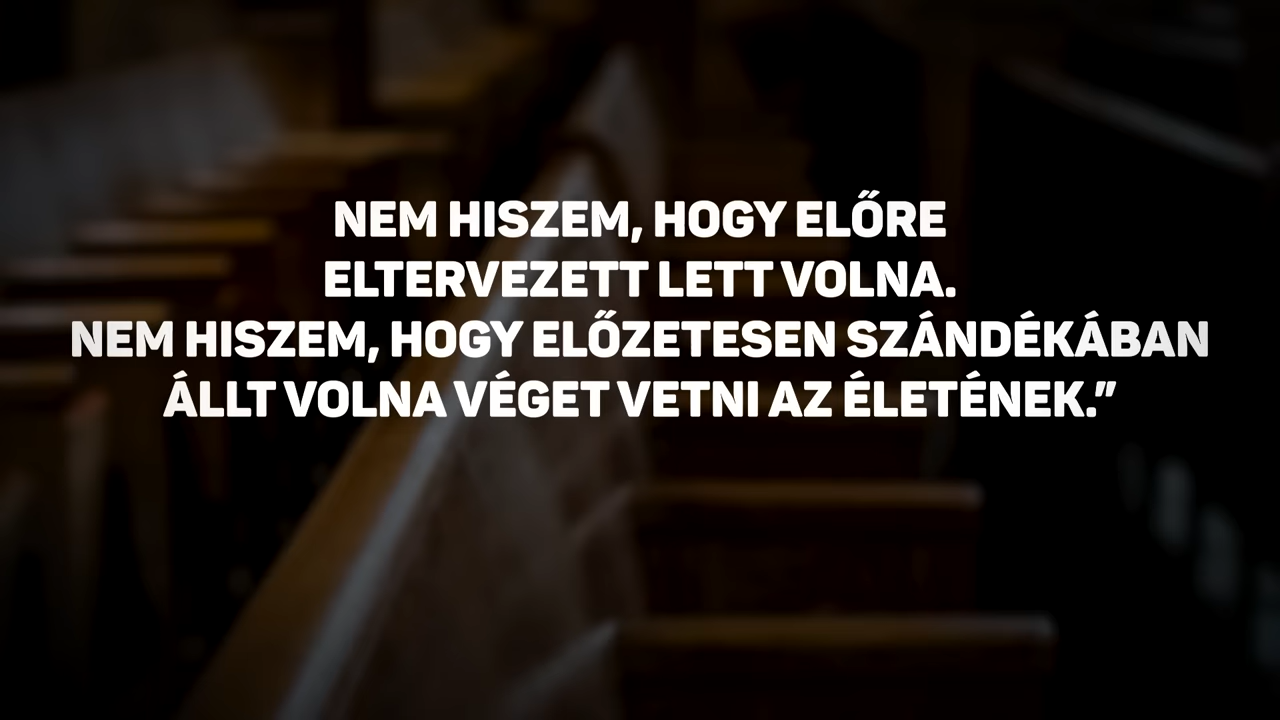 NEM HISZEM, HOGY ELŐRE
ELTERVEZETT LETT VOLNA.
NEM HISZEM, HOGY ELŐZETESEN SZÁNDÉKÁBAN
ÁLLT VOLNA VÉGET VETNI AZ ÉLETÉNEK.”